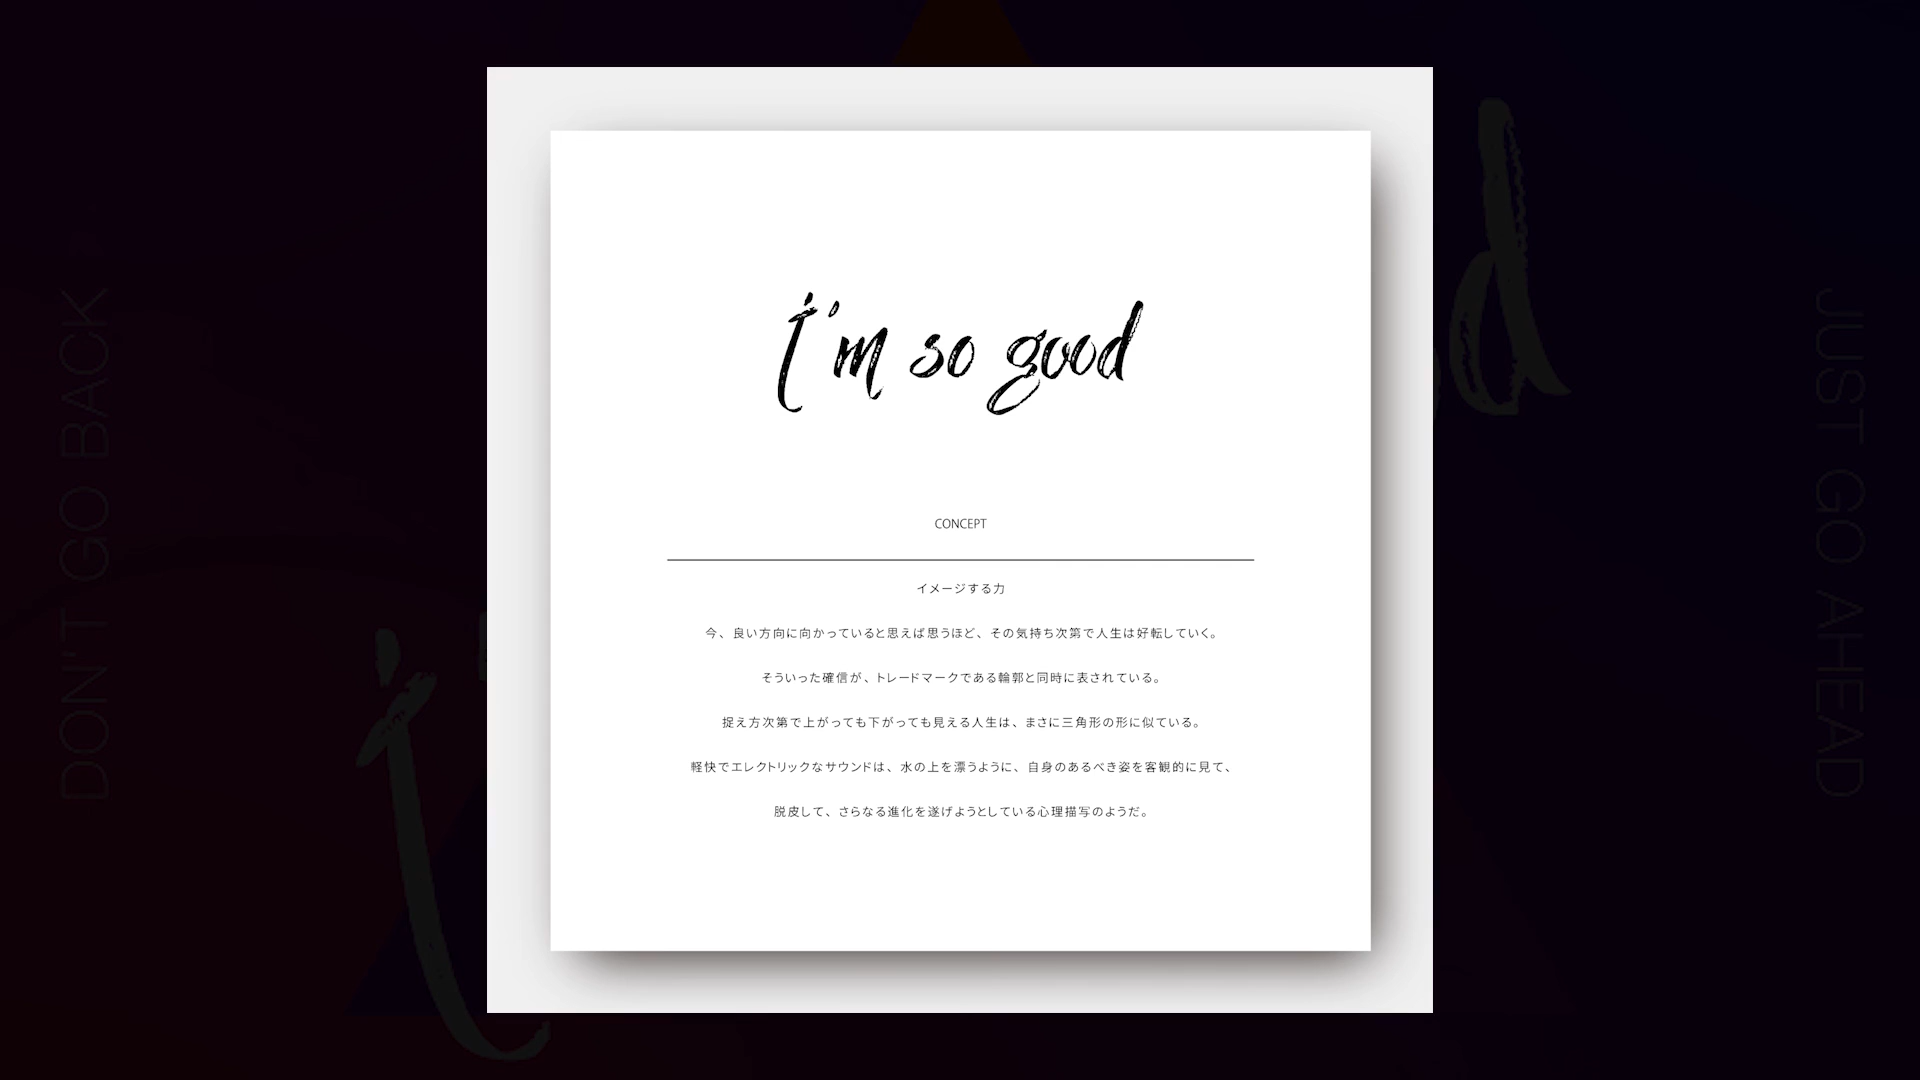 I'm so good
CONCEPT
イメージする力
今、良い方向に向かっていると思えば思うほど、その気持ち次第で人生は好転していく。
そういった確信が、トレードマークである輪郭と同時に表されている。
捉え方次第で上がっても下がっても見える人生は、まさに三角形の形に似ている。
軽快でエレクトリックなサウンドは、水の上を漂うように、自身のあるべき姿を客観的に見て、
脱皮して、さらなる進化を遂げようとしている心理描写のようだ。
DON'T GO BACK
JUST GO AHEAD